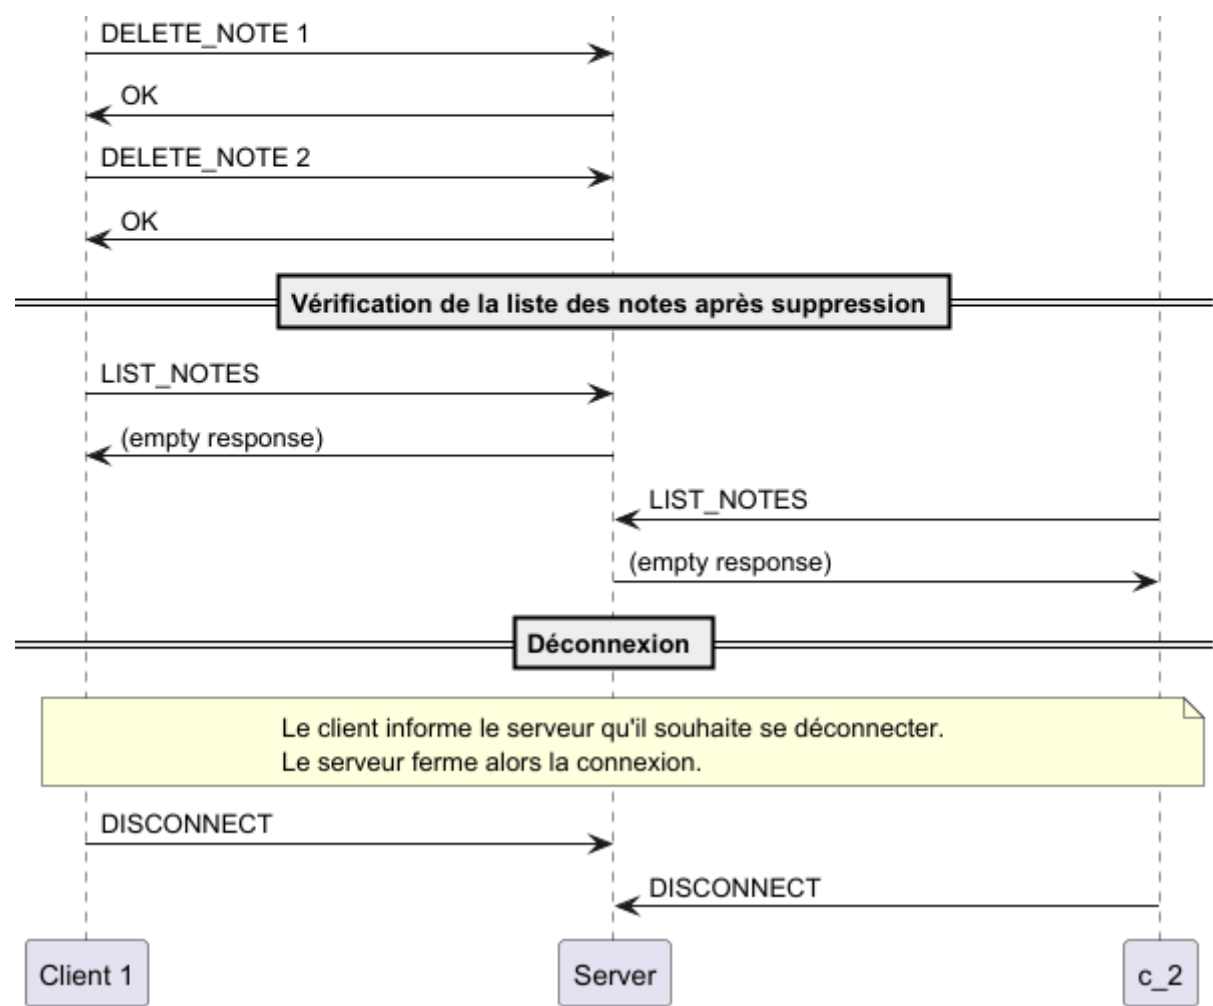 DELETE_NOTE 1
OK
DELETE_NOTE 2
OK
Vérification de la liste des notes après suppression
LIST_NOTES
(empty response)
LIST_NOTES
(empty response)
Déconnexion
Le client informe le serveur qu'il souhaite se déconnecter.
Le serveur ferme alors la connexion.
DISCONNECT
DISCONNECT
Client 1
Server
c_2